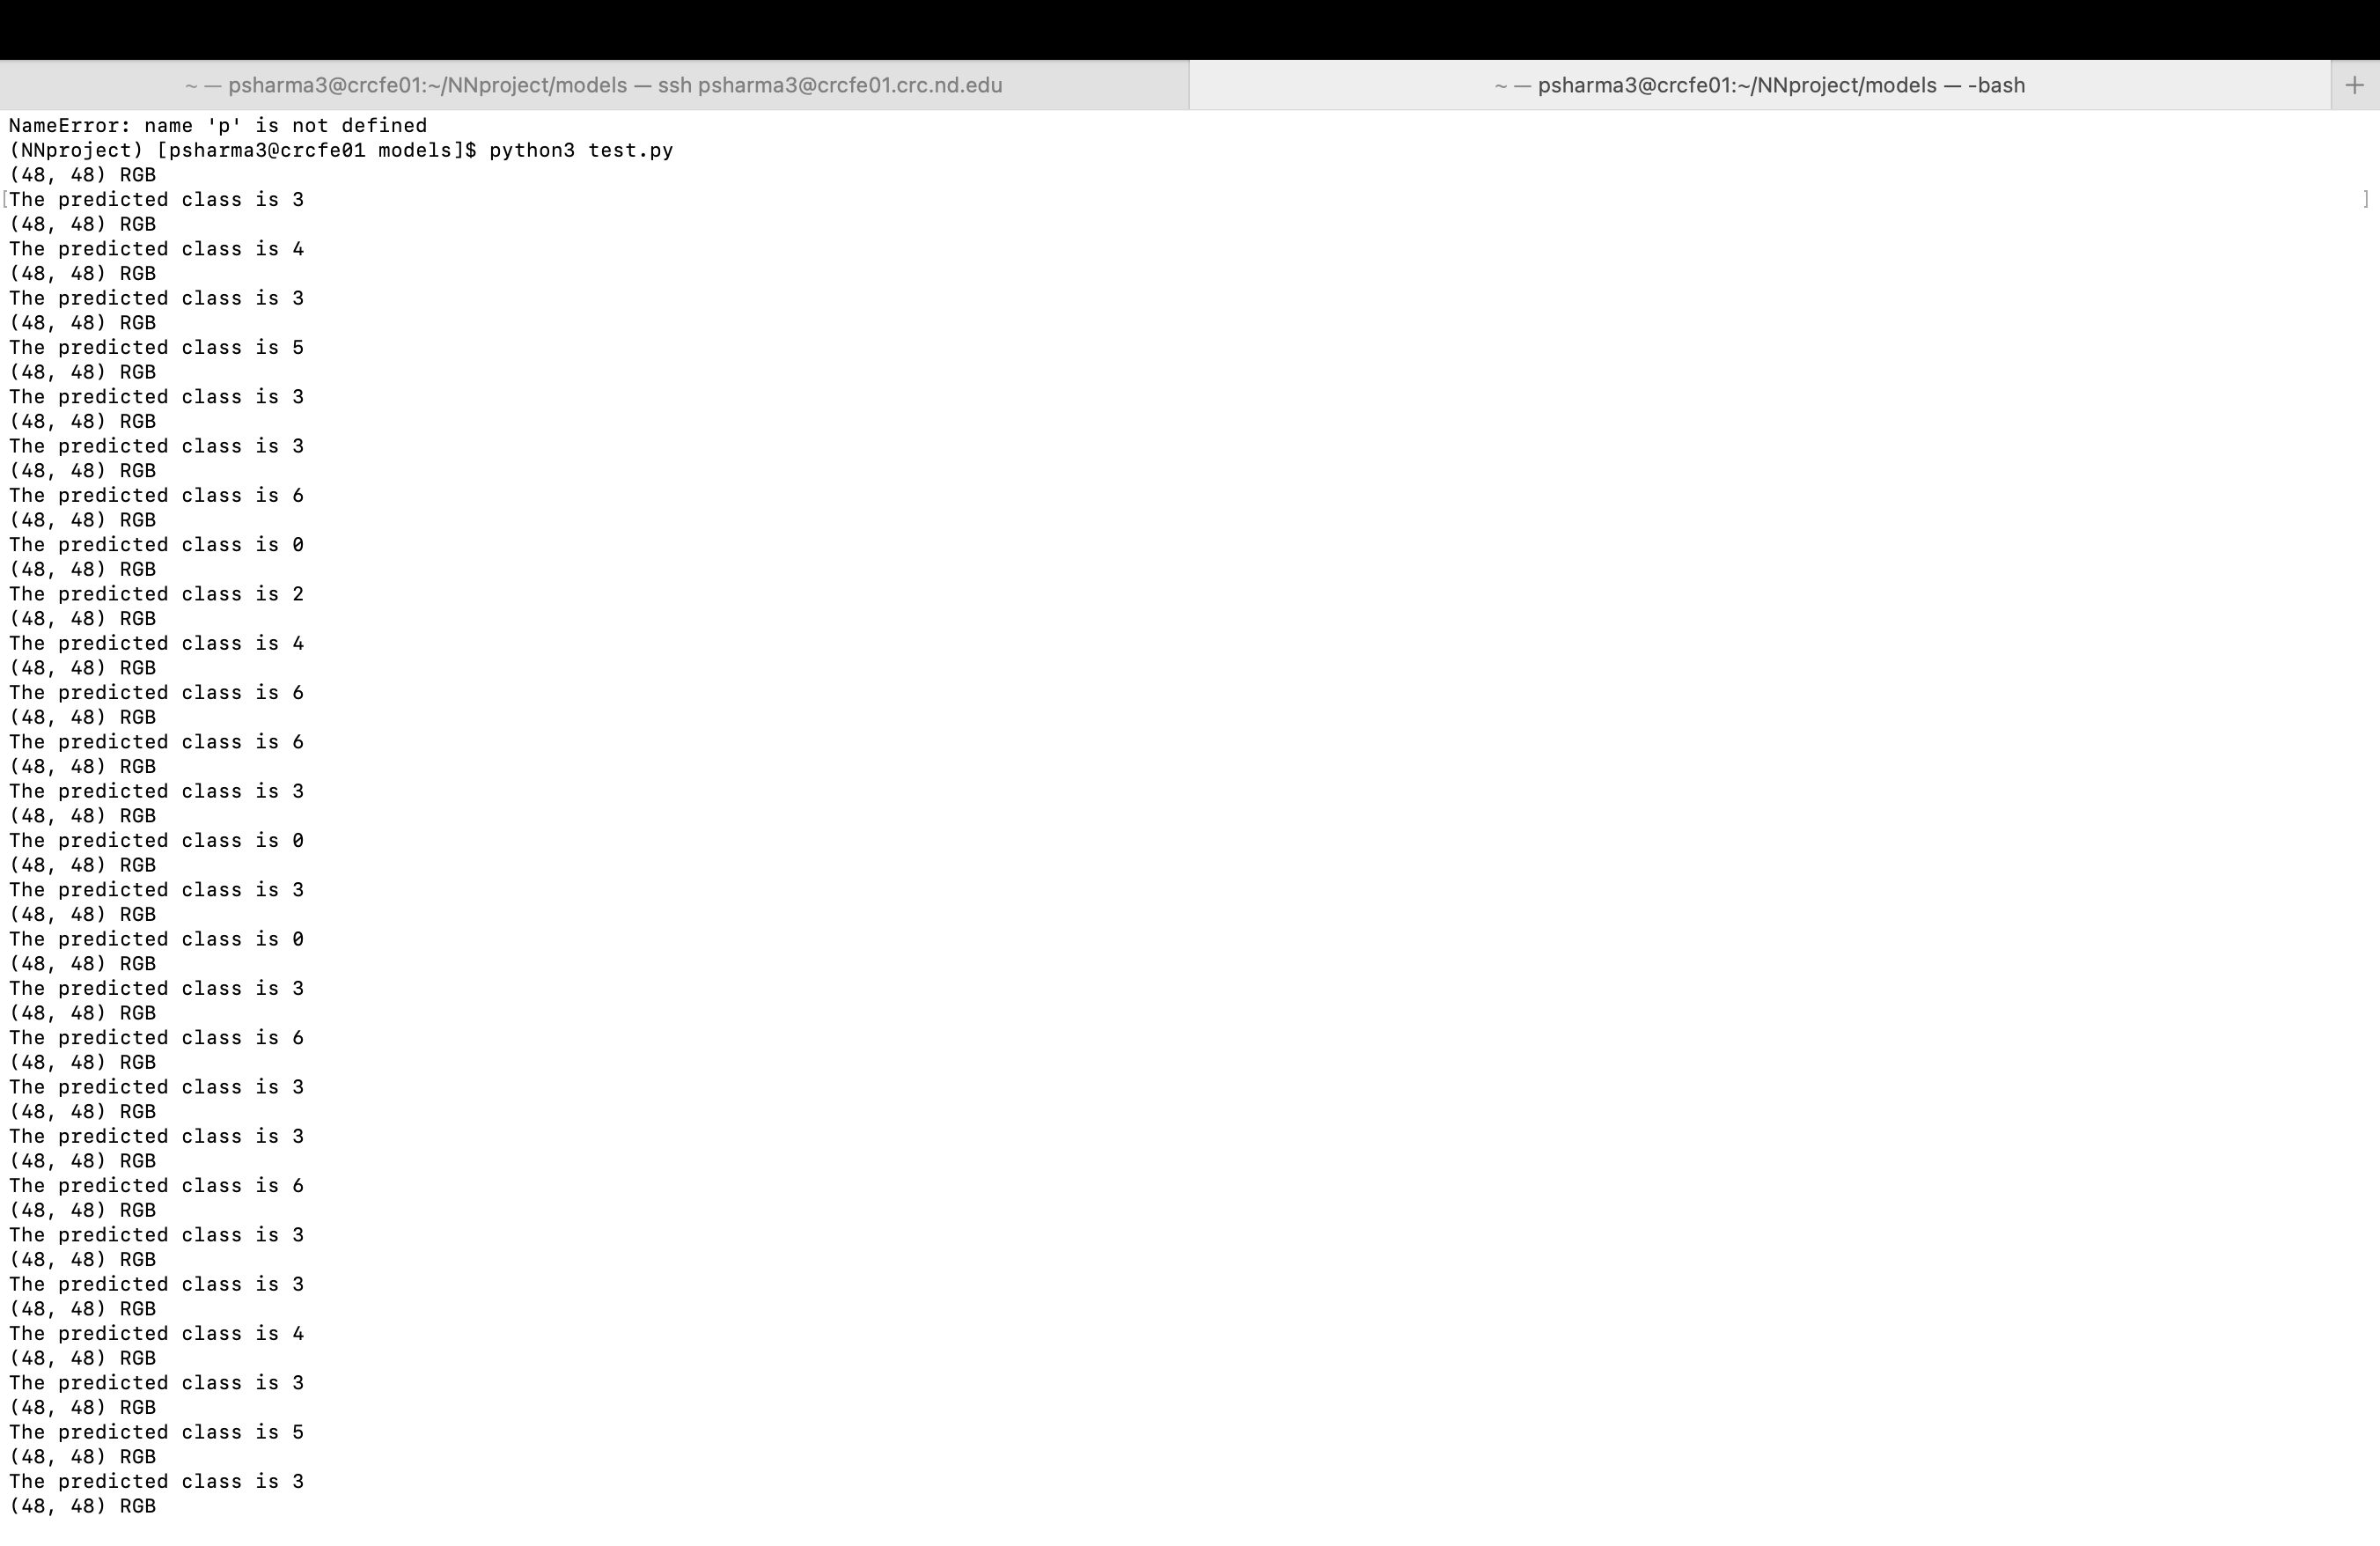 ~ — psharma3@crcfe01:~/NNproject/models — ssh psharma3@crcfe01.crc.nd.edu
~ — psharma3@crcfe01:~/NNproject/models — -bash
+
NameError: name 'p' is not defined
(NNproject) [psharma3@crcfe01 models]$ python3 test.py
(48, 48) RGB
[The predicted class is 3 ]
(48, 48) RGB
The predicted class is 4
(48, 48) RGB
The predicted class is 3
(48, 48) RGB
The predicted class is 5
(48, 48) RGB
The predicted class is 3
(48, 48) RGB
The predicted class is 3
(48, 48) RGB
The predicted class is 6
(48, 48) RGB
The predicted class is 0
(48, 48) RGB
The predicted class is 2
(48, 48) RGB
The predicted class is 4
(48, 48) RGB
The predicted class is 6
(48, 48) RGB
The predicted class is 6
(48, 48) RGB
The predicted class is 3
(48, 48) RGB
The predicted class is 0
(48, 48) RGB
The predicted class is 3
(48, 48) RGB
The predicted class is 0
(48, 48) RGB
The predicted class is 3
(48, 48) RGB
The predicted class is 6
(48, 48) RGB
The predicted class is 3
(48, 48) RGB
The predicted class is 3
(48, 48) RGB
The predicted class is 6
(48, 48) RGB
The predicted class is 3
(48, 48) RGB
The predicted class is 3
(48, 48) RGB
The predicted class is 4
(48, 48) RGB
The predicted class is 3
(48, 48) RGB
The predicted class is 5
(48, 48) RGB
The predicted class is 3
(48, 48) RGB